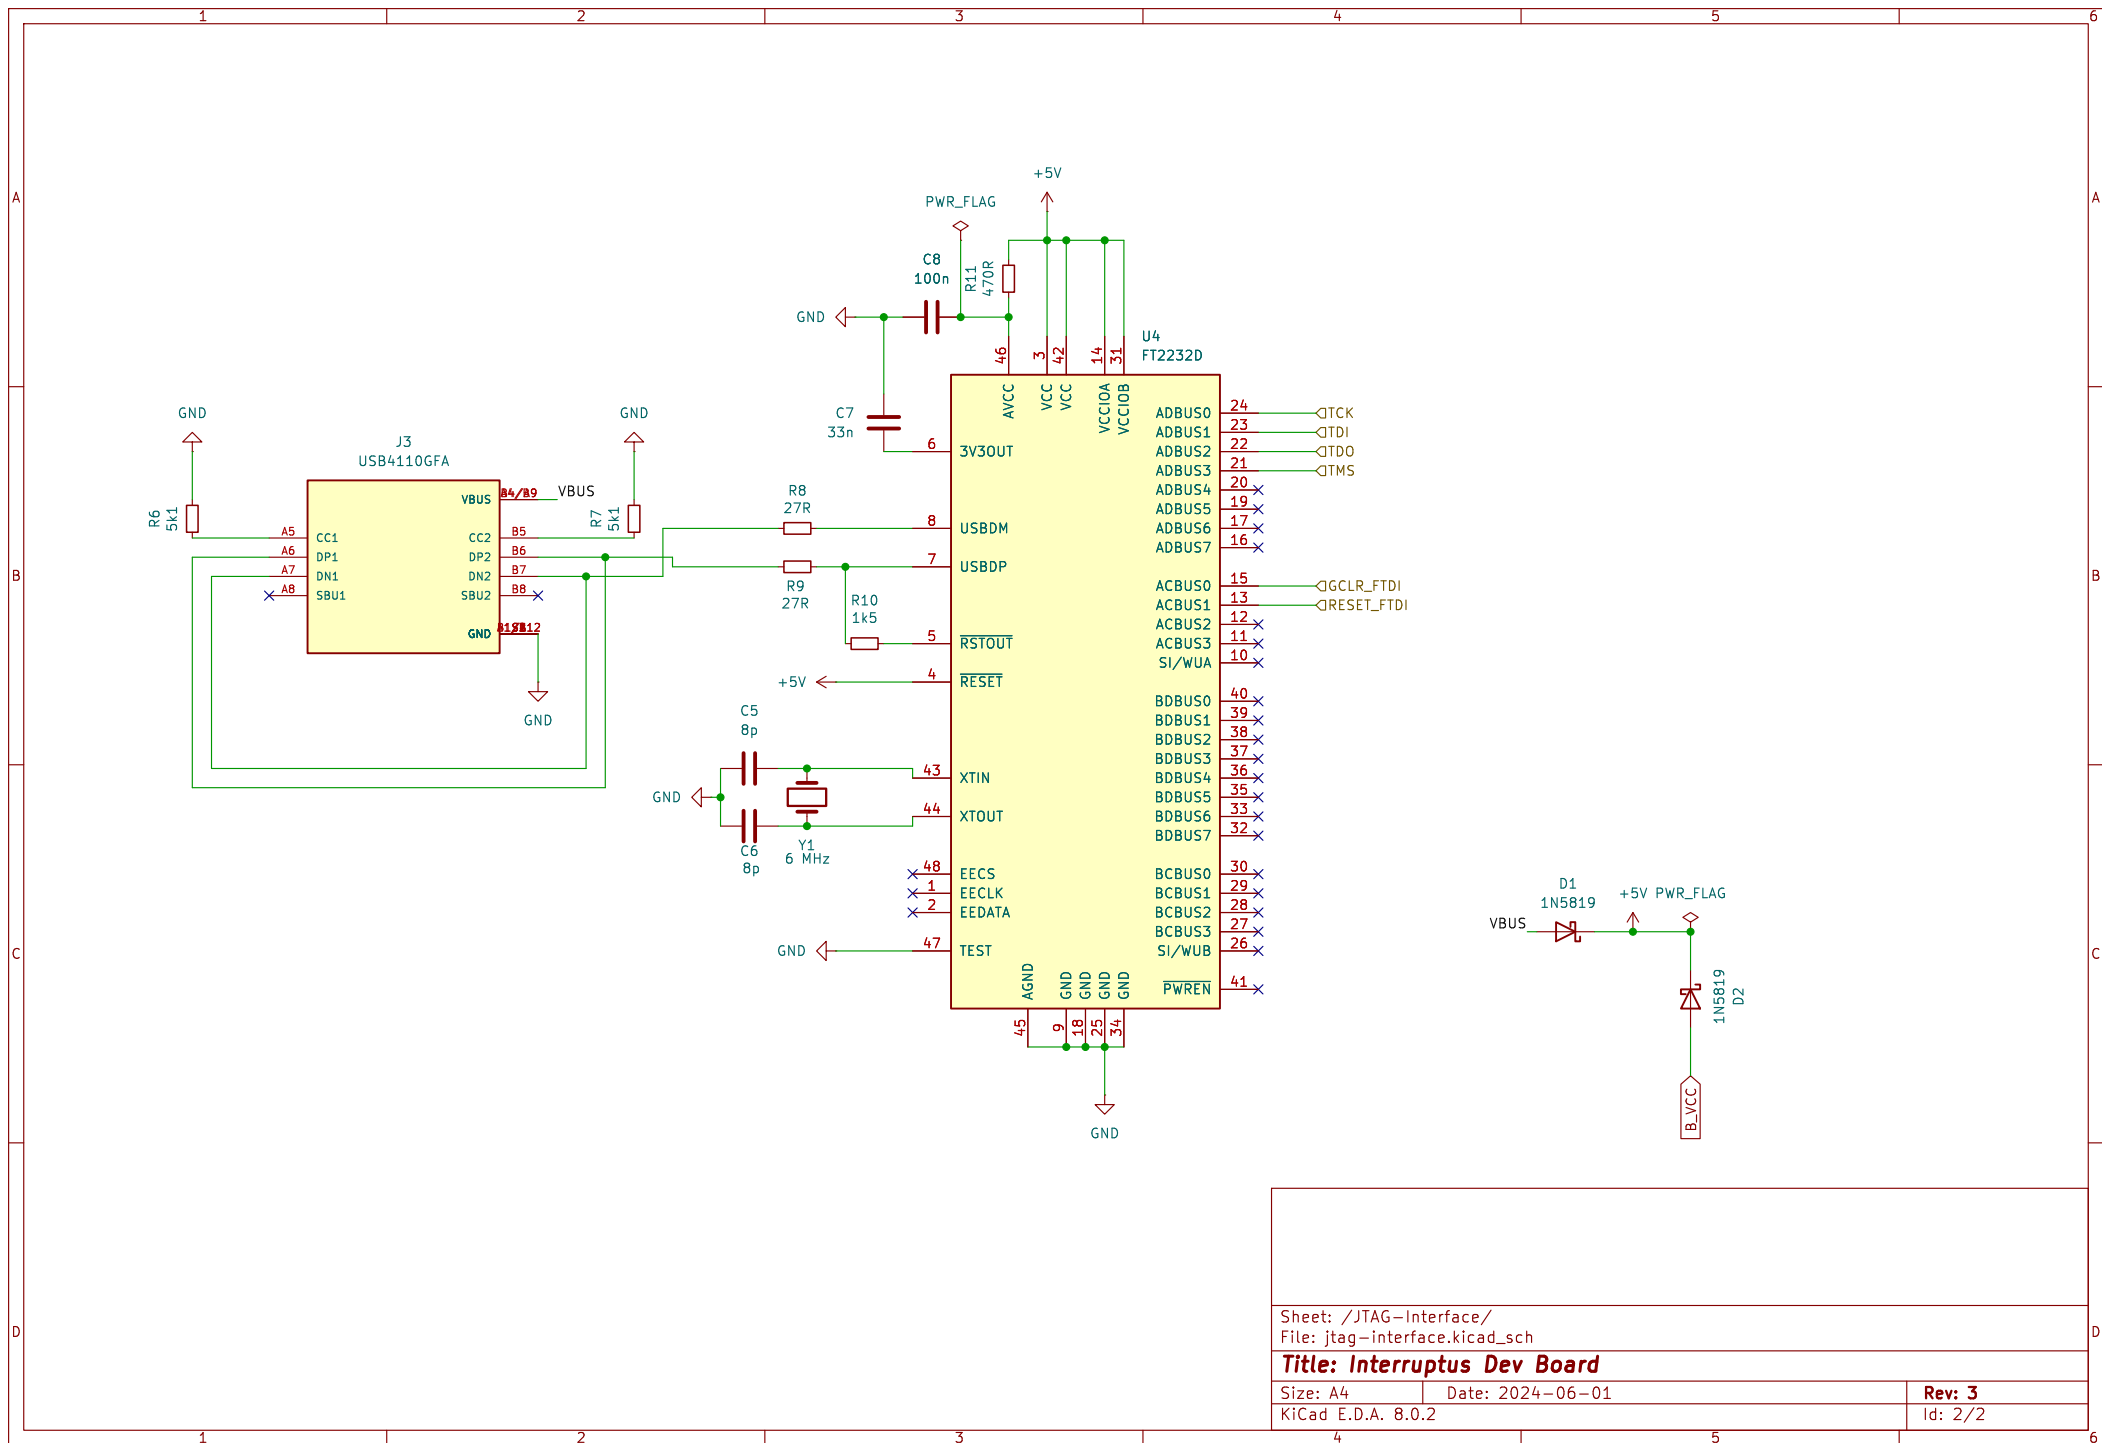 1 2 3 4 5 6
A A
B B
C C
D D
1 2 3 4 5 6
+5V
PWR_FLAG
C8
100n
R11
470R
GND
U4
FT2232D
46 3 42 14 31
AVCC VCC VCC VCCIOA VCCIOB
C7
33n
6 3V3OUT
GND
GND
J3
USB4110GFA
VBUS
VBUS
R6
5k1
R7
5k1
A5 CC1 CC2 B5
A6 DP1 DP2 B6
A7 DN1 DN2 B7
A8 SBU1 SBU2 B8
GND
GND
R8
27R
8 USBDM
R9
27R
7 USBDP
R10
1k5
5 RSTOUT
+5V 4 RESET
C5
8p
43 XTIN
GND
44 XTOUT
C6
8p
Y1
6 MHz
48 EECS
1 EECLK
2 EEDATA
GND 47 TEST
ADBUS0 24 TCK
ADBUS1 23 TDI
ADBUS2 22 TDO
ADBUS3 21 TMS
ADBUS4 20
ADBUS5 19
ADBUS6 17
ADBUS7 16
ACBUS0 15 GCLR_FTDI
ACBUS1 13 RESET_FTDI
ACBUS2 12
ACBUS3 11
SI/WUA 10
BDBUS0 40
BDBUS1 39
BDBUS2 38
BDBUS3 37
BDBUS4 36
BDBUS5 35
BDBUS6 33
BDBUS7 32
BCBUS0 30
BCBUS1 29
BCBUS2 28
BCBUS3 27
SI/WUB 26
PWREN 41
AGND GND GND GND GND
45 9 18 25 34
GND
D1
1N5819
VBUS
+5V PWR_FLAG
1N5819
D2
B_VCC
Sheet: /JTAG-Interface/
File: jtag-interface.kicad_sch
Title: Interruptus Dev Board
Size: A4 Date: 2024-06-01 Rev: 3
KiCad E.D.A. 8.0.2 Id: 2/2